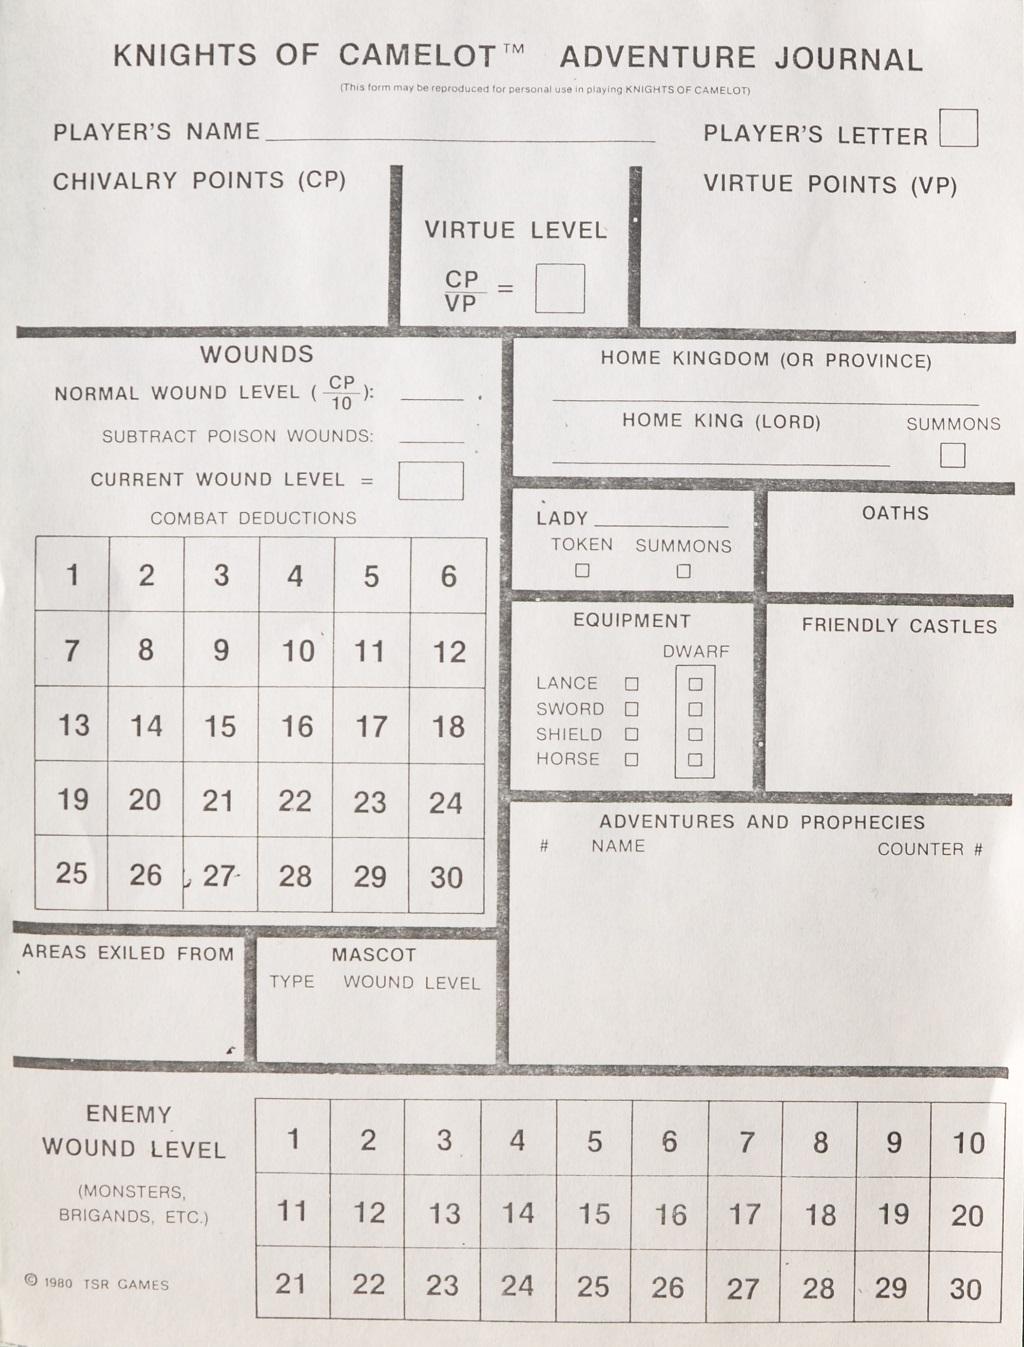 KNIGHTS OF CAMELOT™ ADVENTURE JOURNAL
(This form may be reproduced for personal use in playing KNIGHTS OF CAMELOT)
PLAYER'S NAME
PLAYER'S LETTER
CHIVALRY POINTS (CP)
VIRTUE LEVEL
CP
VP
=
VIRTUE POINTS (VP)
WOUNDS
NORMAL WOUND LEVEL (CP/10):
SUBTRACT POISON WOUNDS:
CURRENT WOUND LEVEL =
COMBAT DEDUCTIONS
1 2 3 4 5 6
7 8 9 10 11 12
13 14 15 16 17 18
19 20 21 22 23 24
25 26 27 28 29 30
HOME KINGDOM (OR PROVINCE)
HOME KING (LORD)
SUMMONS
LADY
TOKEN SUMMONS
OATHS
EQUIPMENT
DWARF
LANCE
SWORD
SHIELD
HORSE
FRIENDLY CASTLES
ADVENTURES AND PROPHECIES
# NAME COUNTER #
AREAS EXILED FROM
MASCOT
TYPE WOUND LEVEL
ENEMY
WOUND LEVEL
(MONSTERS,
BRIGANDS, ETC.)
1 2 3 4 5 6 7 8 9 10
11 12 13 14 15 16 17 18 19 20
21 22 23 24 25 26 27 28 29 30
© 1980 TSR GAMES